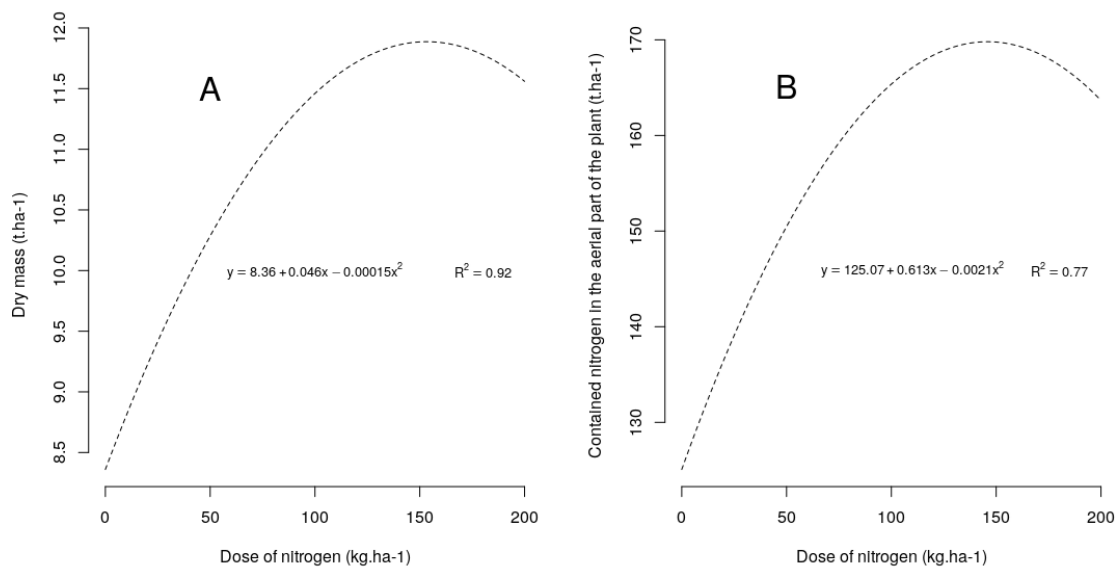 A
Dry mass (t.ha-1)
12.0
11.5
11.0
10.5
10.0
9.5
9.0
8.5
y = 8.36 + 0.046x − 0.00015x²
R² = 0.92
0 50 100 150 200
Dose of nitrogen (kg.ha-1)
B
Contained nitrogen in the aerial part of the plant (t.ha-1)
170
160
150
140
130
y = 125.07 + 0.613x − 0.0021x²
R² = 0.77
0 50 100 150 200
Dose of nitrogen (kg.ha-1)